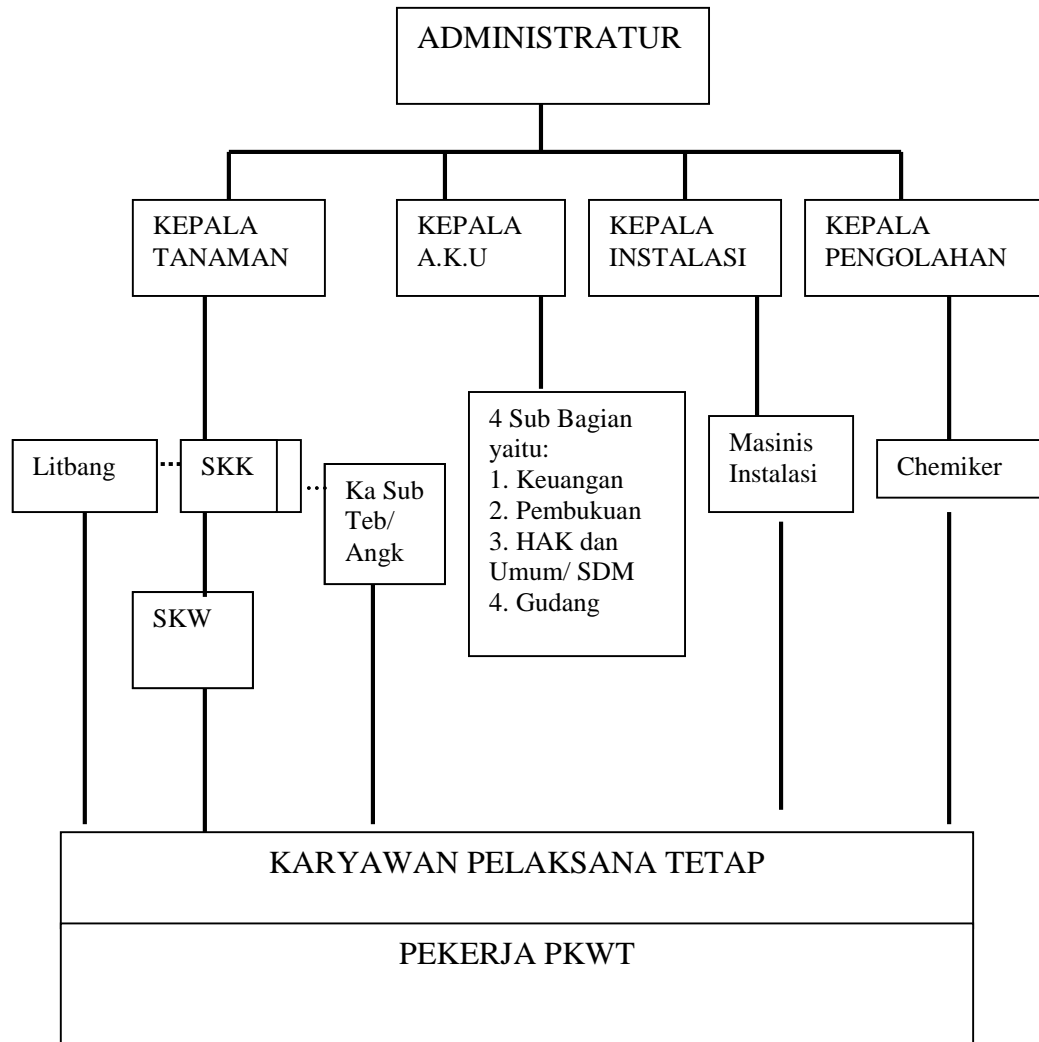 ADMINISTRATUR
KEPALA
TANAMAN
KEPALA
A.K.U
KEPALA
INSTALASI
KEPALA
PENGOLAHAN
Litbang
SKK
Ka Sub
Teb/
Angk
4 Sub Bagian
yaitu:
1. Keuangan
2. Pembukuan
3. HAK dan
Umum/ SDM
4. Gudang
Masinis
Instalasi
Chemiker
SKW
KARYAWAN PELAKSANA TETAP
PEKERJA PKWT